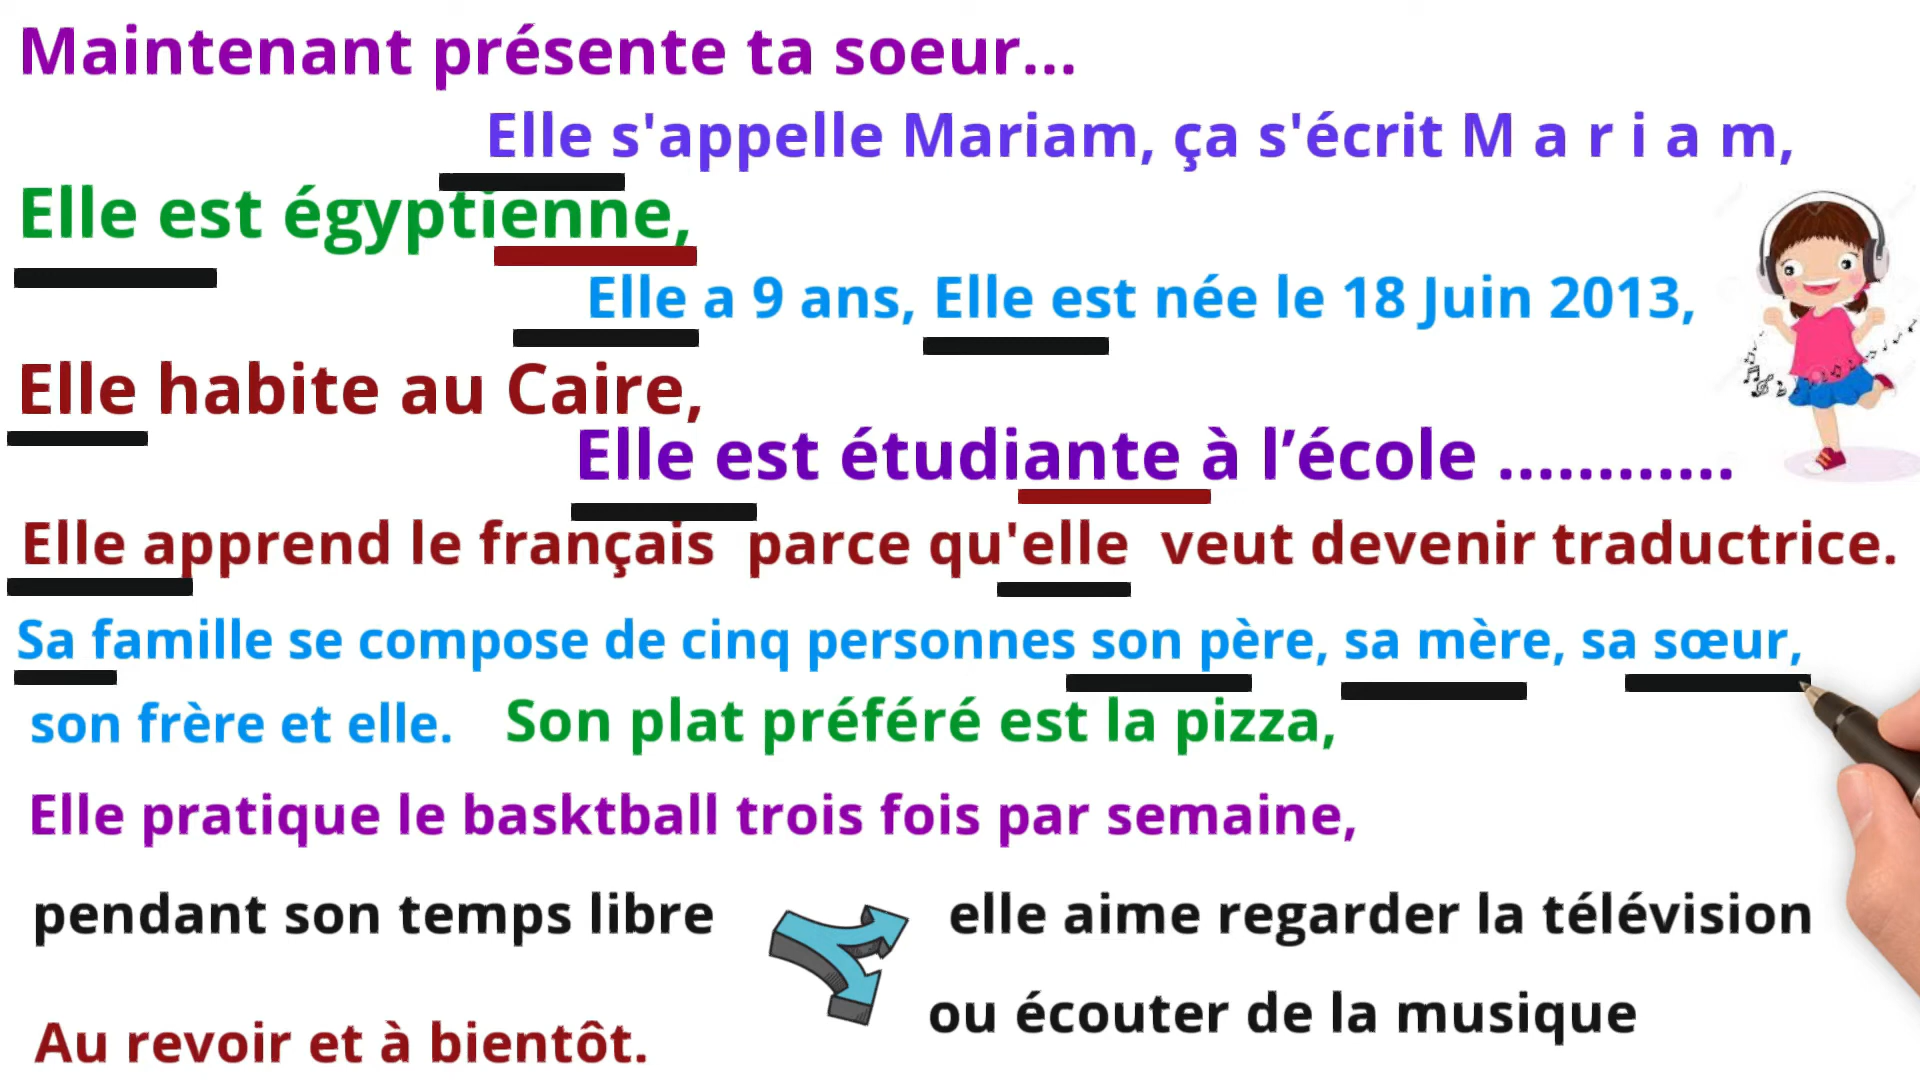 Maintenant présente ta soeur...
Elle s'appelle Mariam, ça s'écrit M a r i a m,
Elle est égyptienne,
Elle a 9 ans, Elle est née le 18 Juin 2013,
Elle habite au Caire,
Elle est étudiante à l’école ............
Elle apprend le français parce qu'elle veut devenir traductrice.
Sa famille se compose de cinq personnes son père, sa mère, sa sœur,
son frère et elle. Son plat préféré est la pizza,
Elle pratique le basktball trois fois par semaine,
pendant son temps libre elle aime regarder la télévision
ou écouter de la musique
Au revoir et à bientôt.